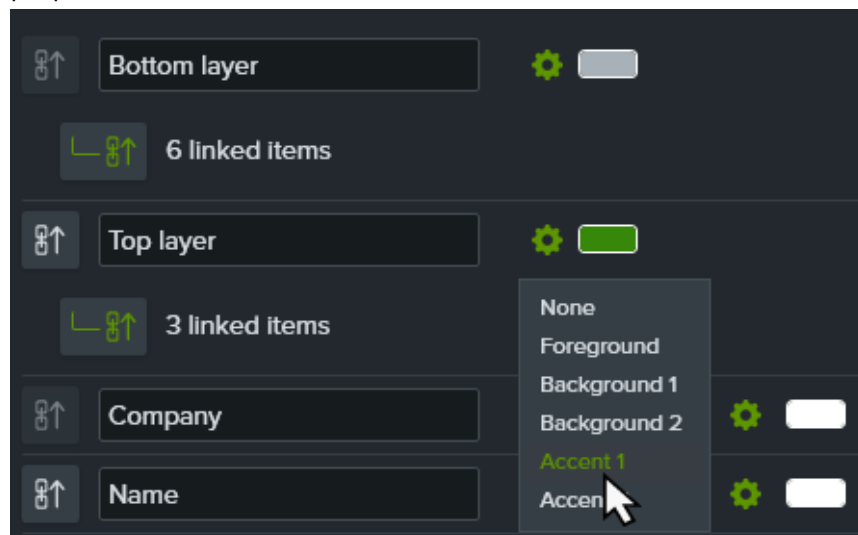 Bottom layer
6 linked items
Top layer
3 linked items
None
Foreground
Background 1
Background 2
Accent 1
Company
Name